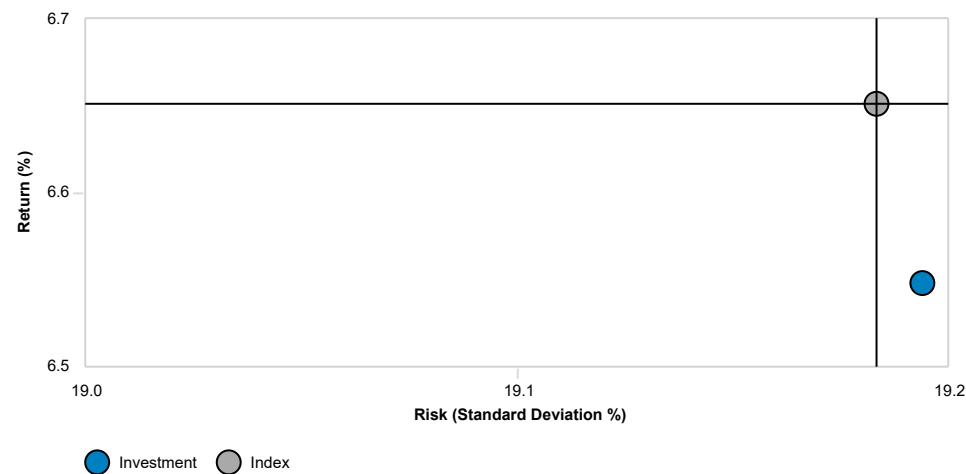 6.7
Return (%)
6.6
6.5
19.0 19.1 19.2
Risk (Standard Deviation %)
Investment Index